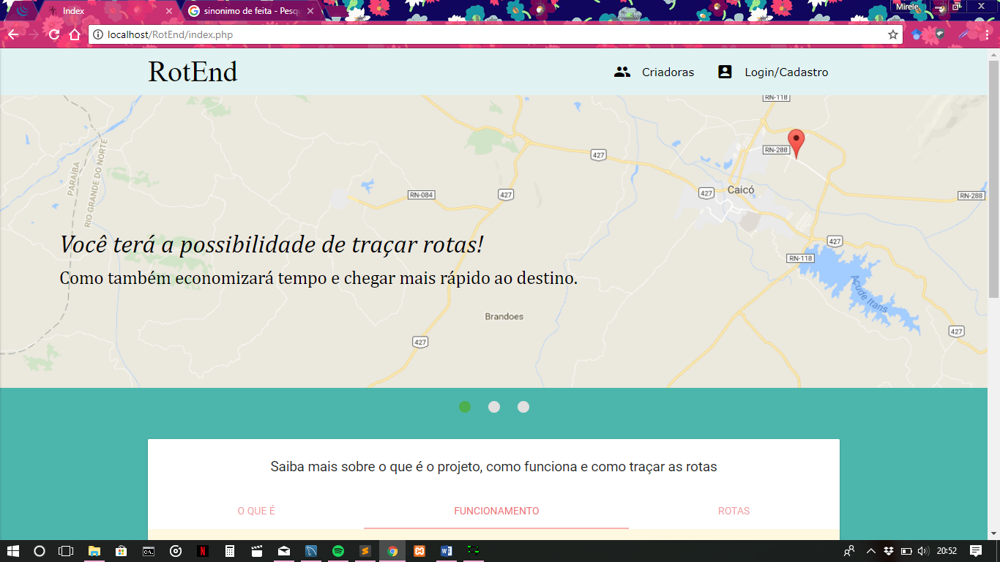 Index
sinonimo de feita - Pesq
Mirele
localhost/RotEnd/index.php
RotEnd
Criadoras
Login/Cadastro
RN-118
427
RN-288
PARAÍBA
RIO GRANDE DO NORTE
RN-084
427
427
Caicó
RN-288
Você terá a possibilidade de traçar rotas!
427
RN-118
Como também economizará tempo e chegar mais rápido ao destino.
Açude Itans
Brandoes
427
427
Saiba mais sobre o que é o projeto, como funciona e como traçar as rotas
O QUE É
FUNCIONAMENTO
ROTAS
20:52